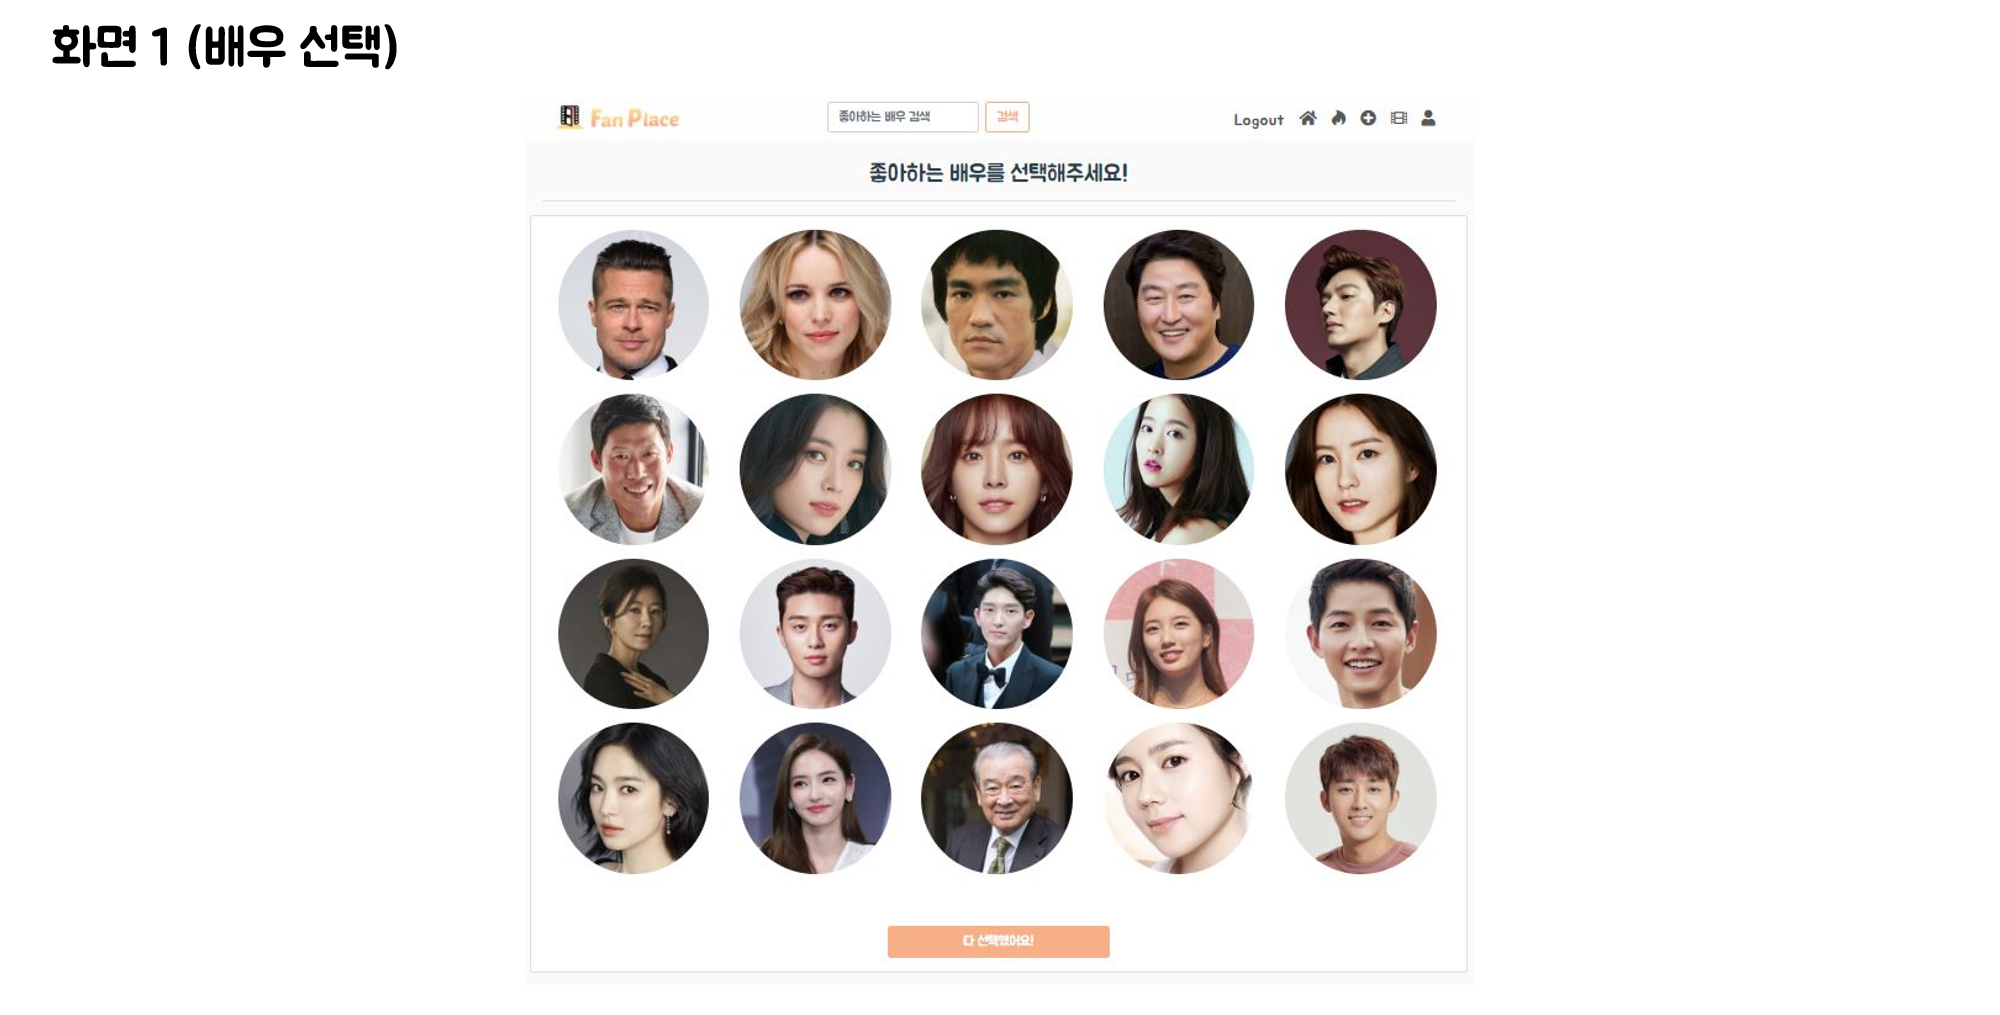 화면 1 (배우 선택)
Fan Place
좋아하는 배우 검색
검색
Logout
좋아하는 배우를 선택해주세요!
다 선택했어요!